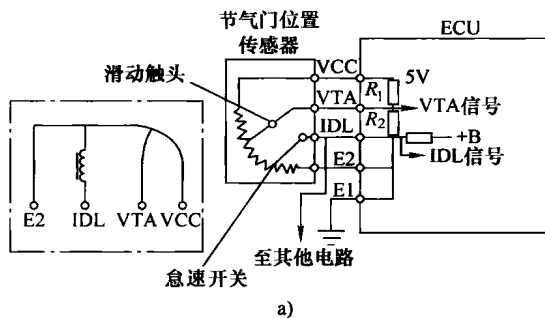 节气门位置
传感器
ECU
滑动触头
VCC
5V
VTA
R1
VTA信号
IDL
R2
+B
IDL信号
E2
E1
E2 IDL VTA VCC
至其他电路
怠速开关
a)